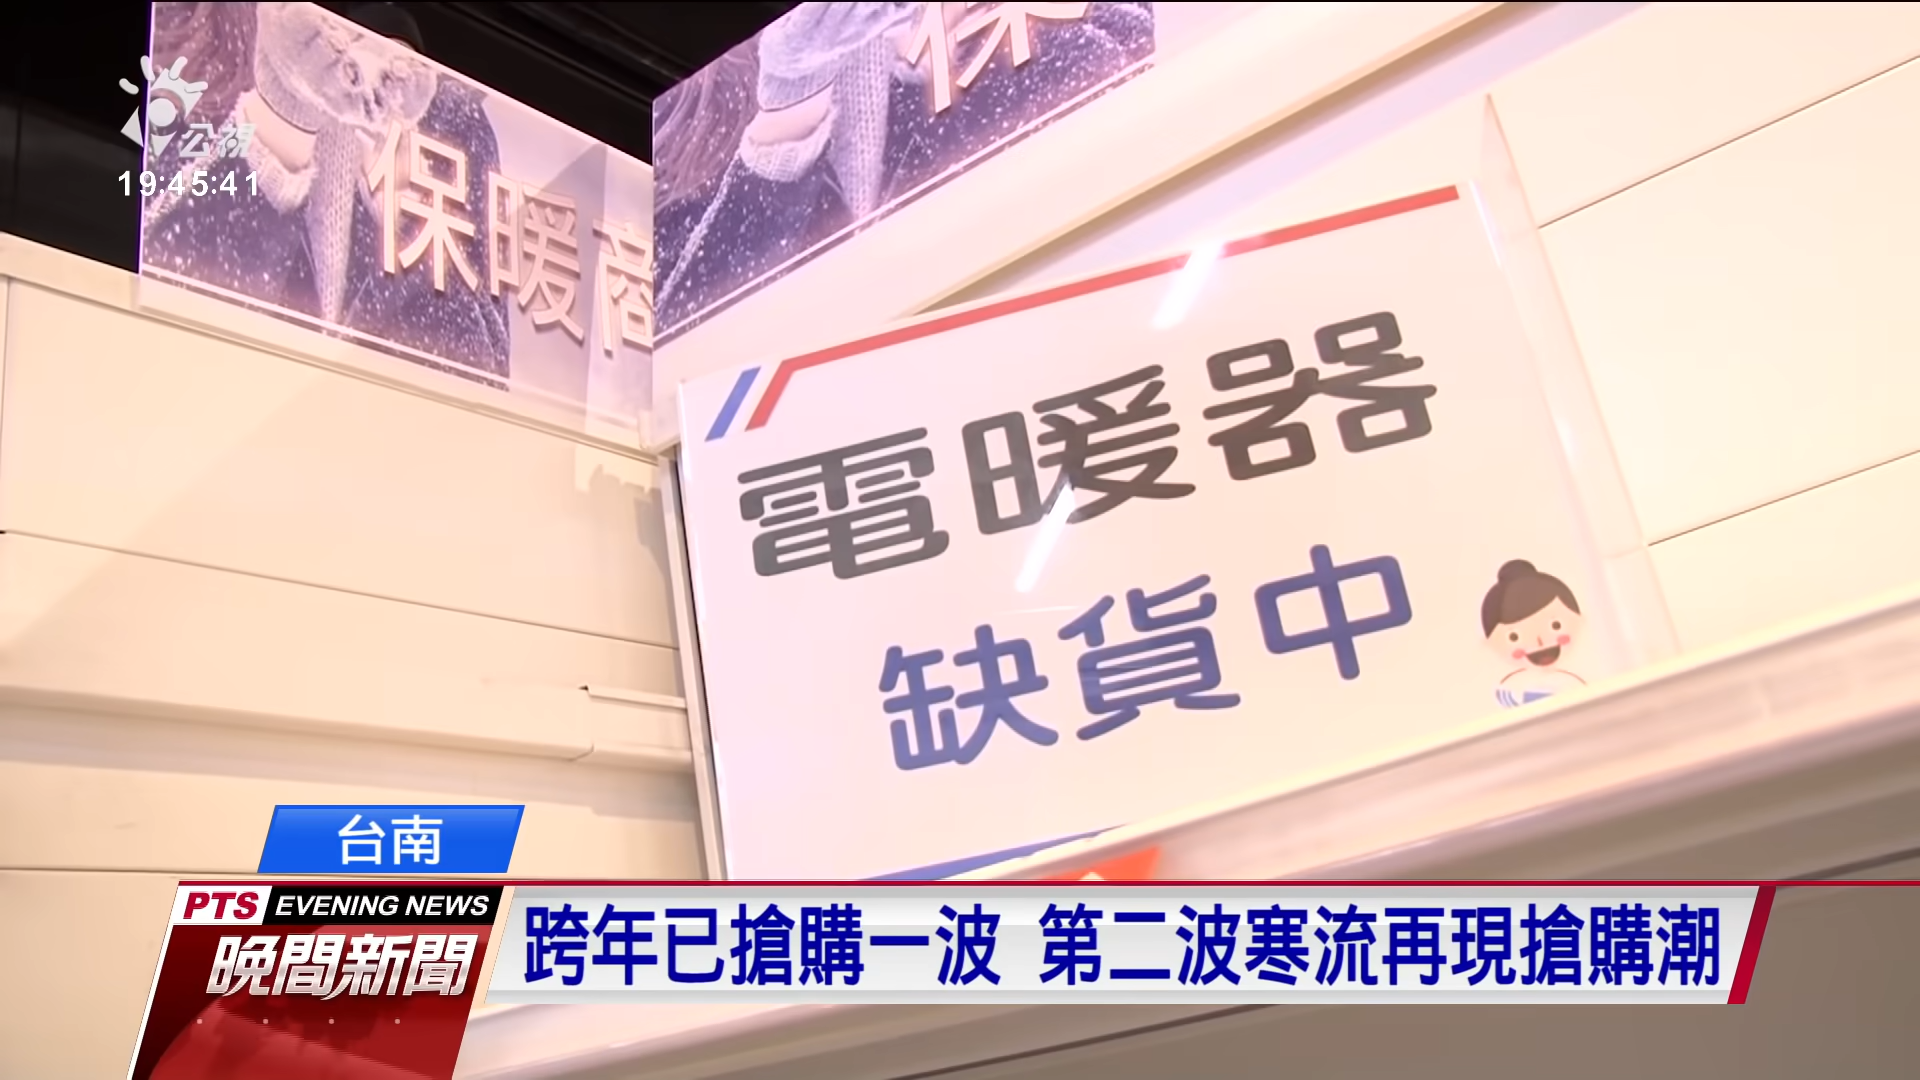 公視
19:45:41
保暖商
保
電暖器
缺貨中
台南
PTS EVENING NEWS
晚間新聞
跨年已搶購一波 第二波寒流再現搶購潮